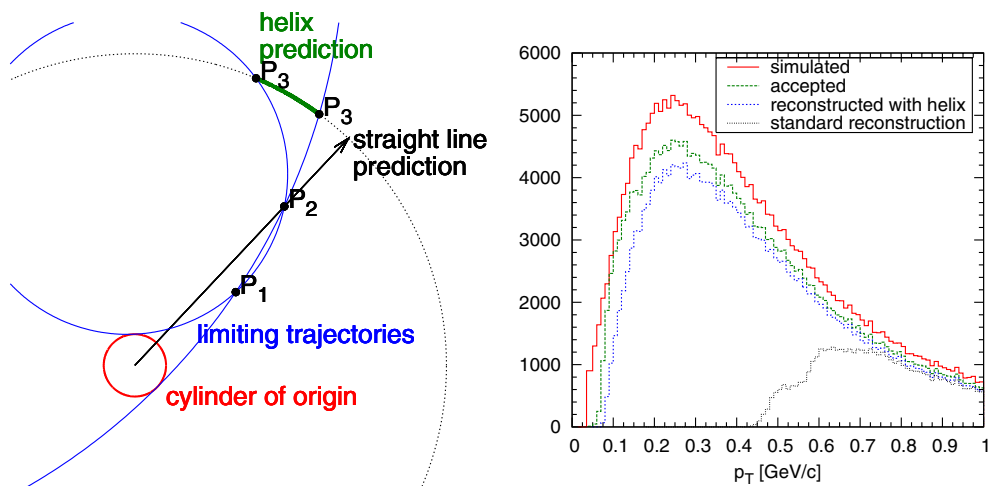 helix
prediction
P3
P3
straight line
prediction
P2
P1
limiting trajectories
cylinder of origin
6000
5000
4000
3000
2000
1000
0
simulated
accepted
reconstructed with helix
standard reconstruction
0 0.1 0.2 0.3 0.4 0.5 0.6 0.7 0.8 0.9 1
pT [GeV/c]